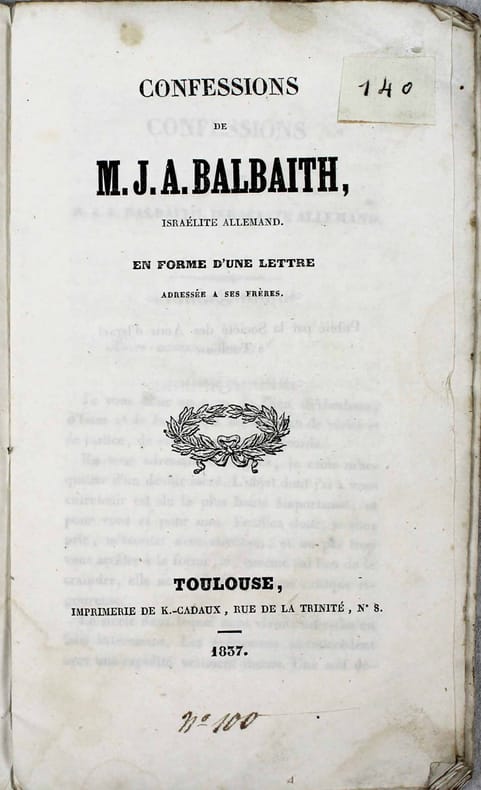 140
CONFESSIONS
DE
M. J. A. BALBAITH,
ISRAÉLITE ALLEMAND.
EN FORME D'UNE LETTRE
ADRESSÉE A SES FRÈRES.
TOULOUSE,
IMPRIMERIE DE K.-CADAUX, RUE DE LA TRINITÉ, N° 8.
1837.
N° 100